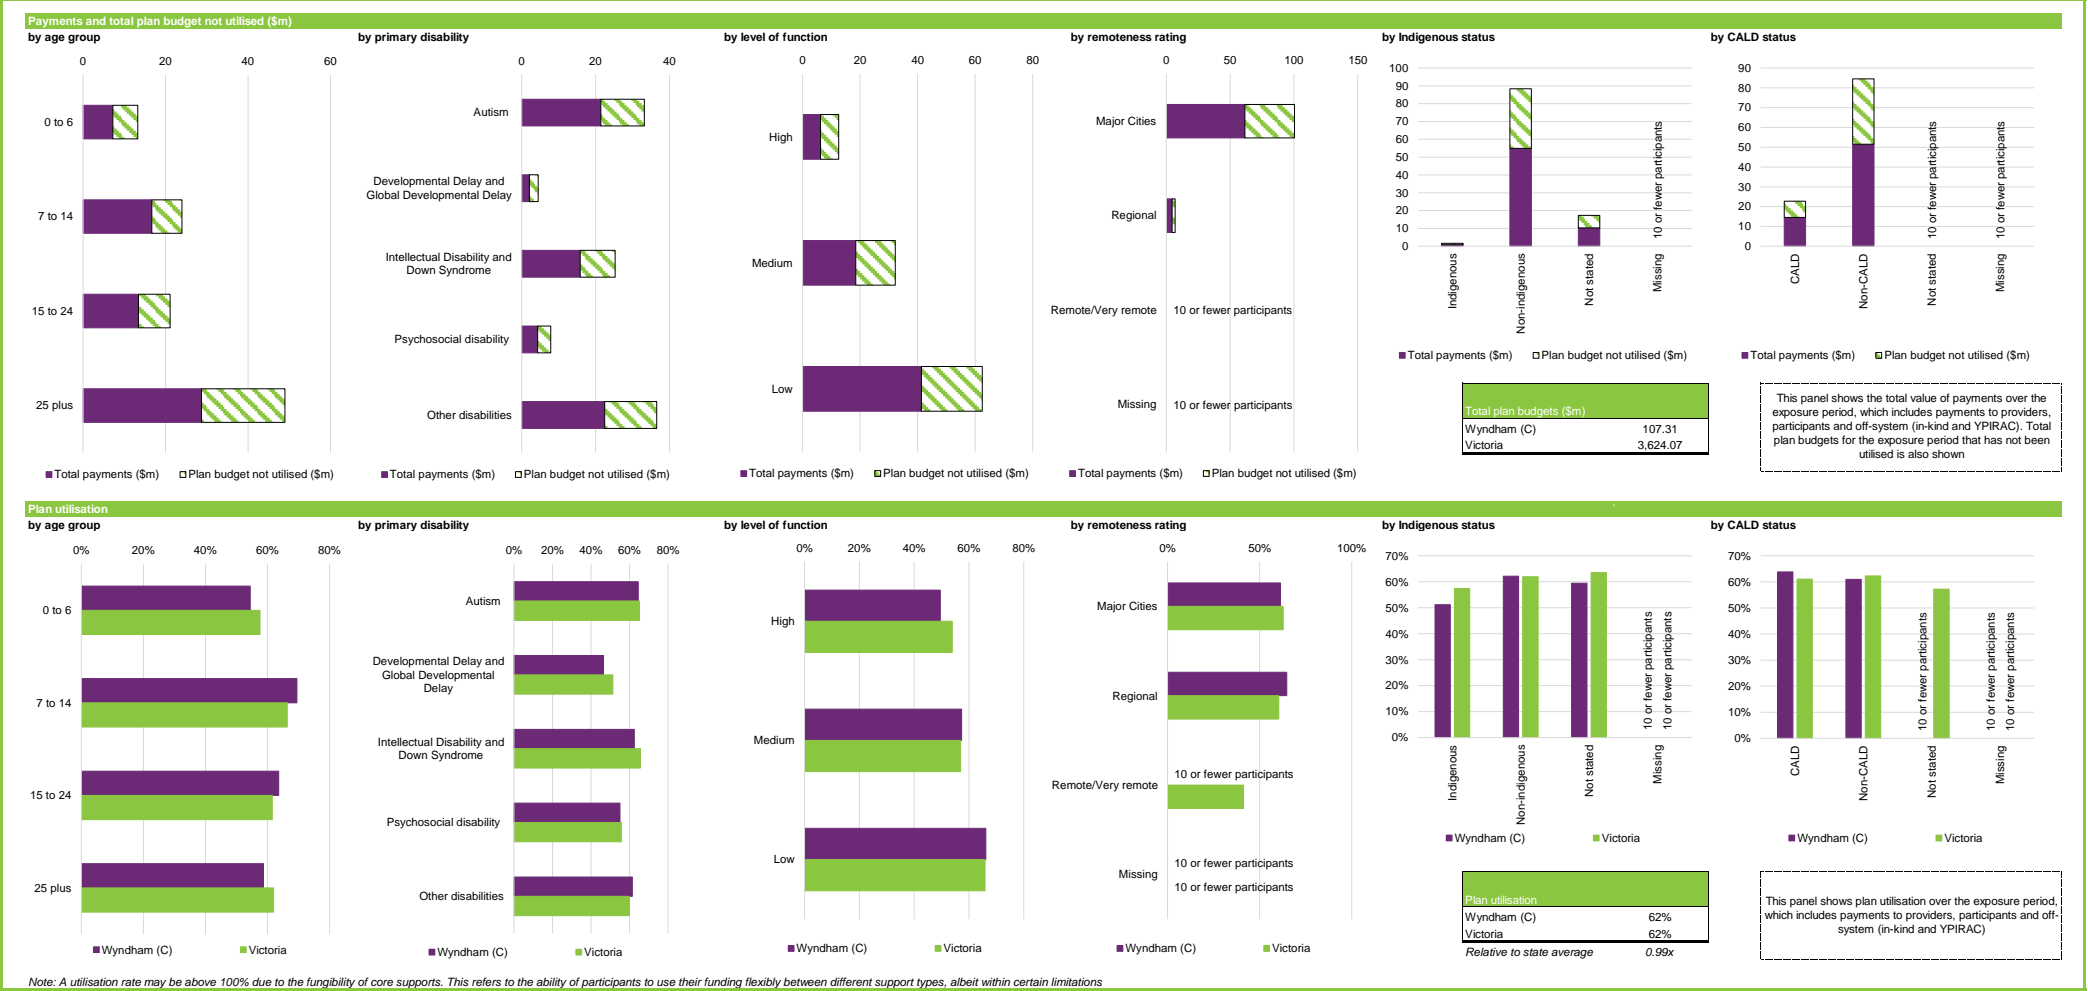 Payments and total plan budget not utilised ($m)
by age group
0 20 40 60
0 to 6
7 to 14
15 to 24
25 plus
Total payments ($m) Plan budget not utilised ($m)
by primary disability
0 20 40
Autism
Developmental Delay and
Global Developmental Delay
Intellectual Disability and
Down Syndrome
Psychosocial disability
Other disabilities
Total payments ($m) Plan budget not utilised ($m)
by level of function
0 20 40 60 80
High
Medium
Low
Total payments ($m) Plan budget not utilised ($m)
by remoteness rating
0 50 100 150
Major Cities
Regional
Remote/Very remote 10 or fewer participants
Missing 10 or fewer participants
Total payments ($m) Plan budget not utilised ($m)
by Indigenous status
100
90
80
70
60
50
40
30
20
10
0
10 or fewer participants
Indigenous
Non-indigenous
Not stated
Missing
Total payments ($m) Plan budget not utilised ($m)
Total plan budgets ($m)
Wyndham (C) 107.31
Victoria 3,624.07
by CALD status
90
80
70
60
50
40
30
20
10
0
10 or fewer participants
10 or fewer participants
CALD
Non-CALD
Not stated
Missing
Total payments ($m) Plan budget not utilised ($m)
This panel shows the total value of payments over the
exposure period, which includes payments to providers,
participants and off-system (in-kind and YPIRAC). Total
plan budgets for the exposure period that has not been
utilised is also shown
Plan utilisation
by age group
0% 20% 40% 60% 80%
0 to 6
7 to 14
15 to 24
25 plus
Wyndham (C) Victoria
by primary disability
0% 20% 40% 60% 80%
Autism
Developmental Delay and
Global Developmental
Delay
Intellectual Disability and
Down Syndrome
Psychosocial disability
Other disabilities
Wyndham (C) Victoria
by level of function
0% 20% 40% 60% 80%
High
Medium
Low
Wyndham (C) Victoria
by remoteness rating
0% 50% 100%
Major Cities
Regional
10 or fewer participants
Remote/Very remote
10 or fewer participants
Missing
10 or fewer participants
Wyndham (C) Victoria
by Indigenous status
70%
60%
50%
40%
30%
20%
10%
0%
10 or fewer participants
10 or fewer participants
Indigenous
Non-indigenous
Not stated
Missing
Wyndham (C) Victoria
Plan utilisation
Wyndham (C) 62%
Victoria 62%
Relative to state average 0.99x
by CALD status
70%
60%
50%
40%
30%
20%
10%
0%
10 or fewer participants
10 or fewer participants
10 or fewer participants
CALD
Non-CALD
Not stated
Missing
Wyndham (C) Victoria
This panel shows plan utilisation over the exposure period,
which includes payments to providers, participants and off-
system (in-kind and YPIRAC)
Note: A utilisation rate may be above 100% due to the fungibility of core supports. This refers to the ability of participants to use their funding flexibly between different support types, albeit within certain limitations